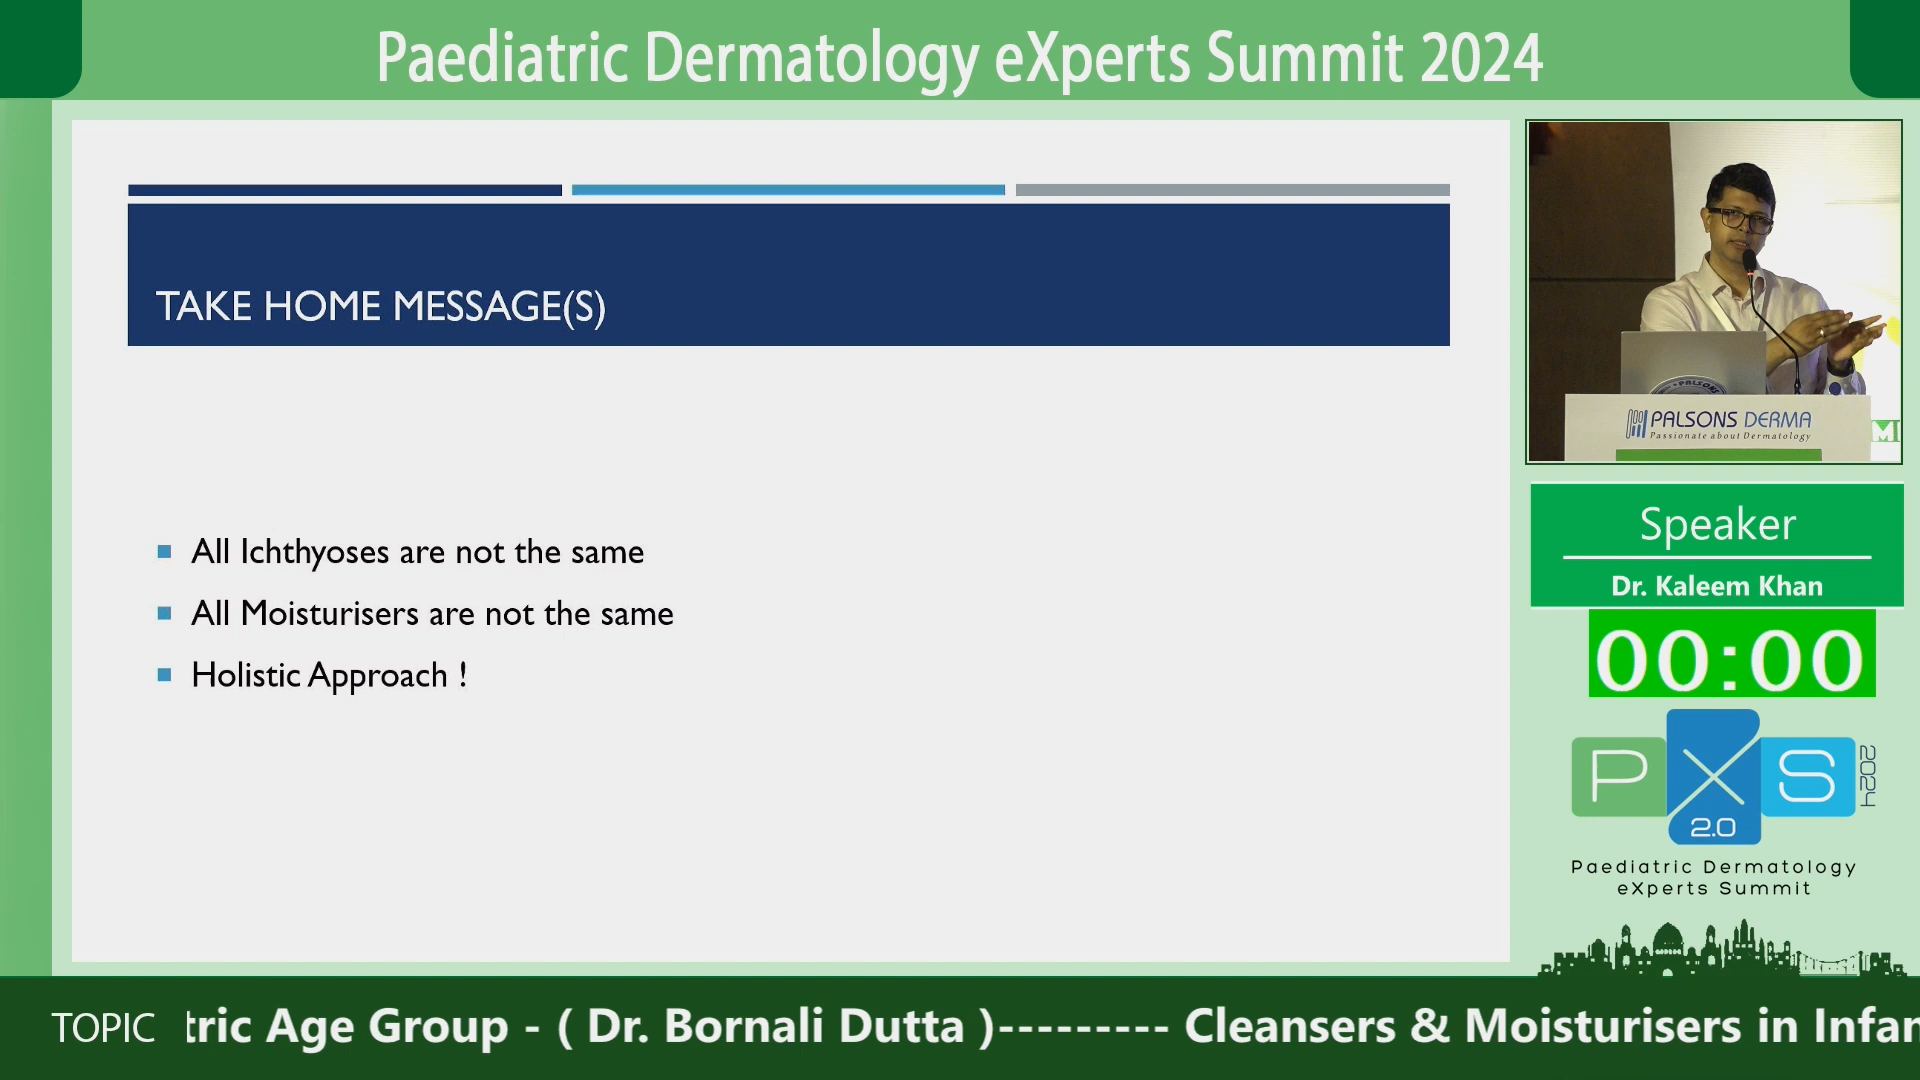 Paediatric Dermatology eXperts Summit 2024
TAKE HOME MESSAGE(S)
All Ichthyoses are not the same
All Moisturisers are not the same
Holistic Approach !
PALSONS
PALSONS DERMA
Passionate about Dermatology
M
Speaker
Dr. Kaleem Khan
00:00
P X S 2024
2.0
Paediatric Dermatology
eXperts Summit
TOPIC tric Age Group - ( Dr. Bornali Dutta )--------- Cleansers & Moisturisers in Infan